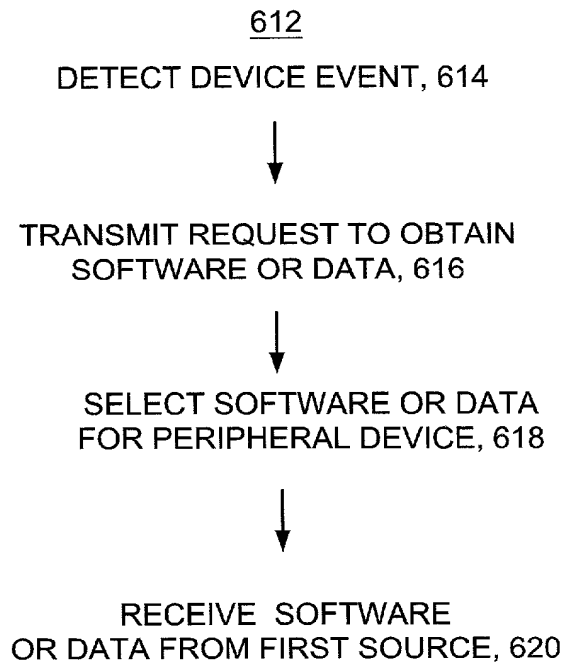 612
DETECT DEVICE EVENT, 614
TRANSMIT REQUEST TO OBTAIN
SOFTWARE OR DATA, 616
SELECT SOFTWARE OR DATA
FOR PERIPHERAL DEVICE, 618
RECEIVE SOFTWARE
OR DATA FROM FIRST SOURCE, 620